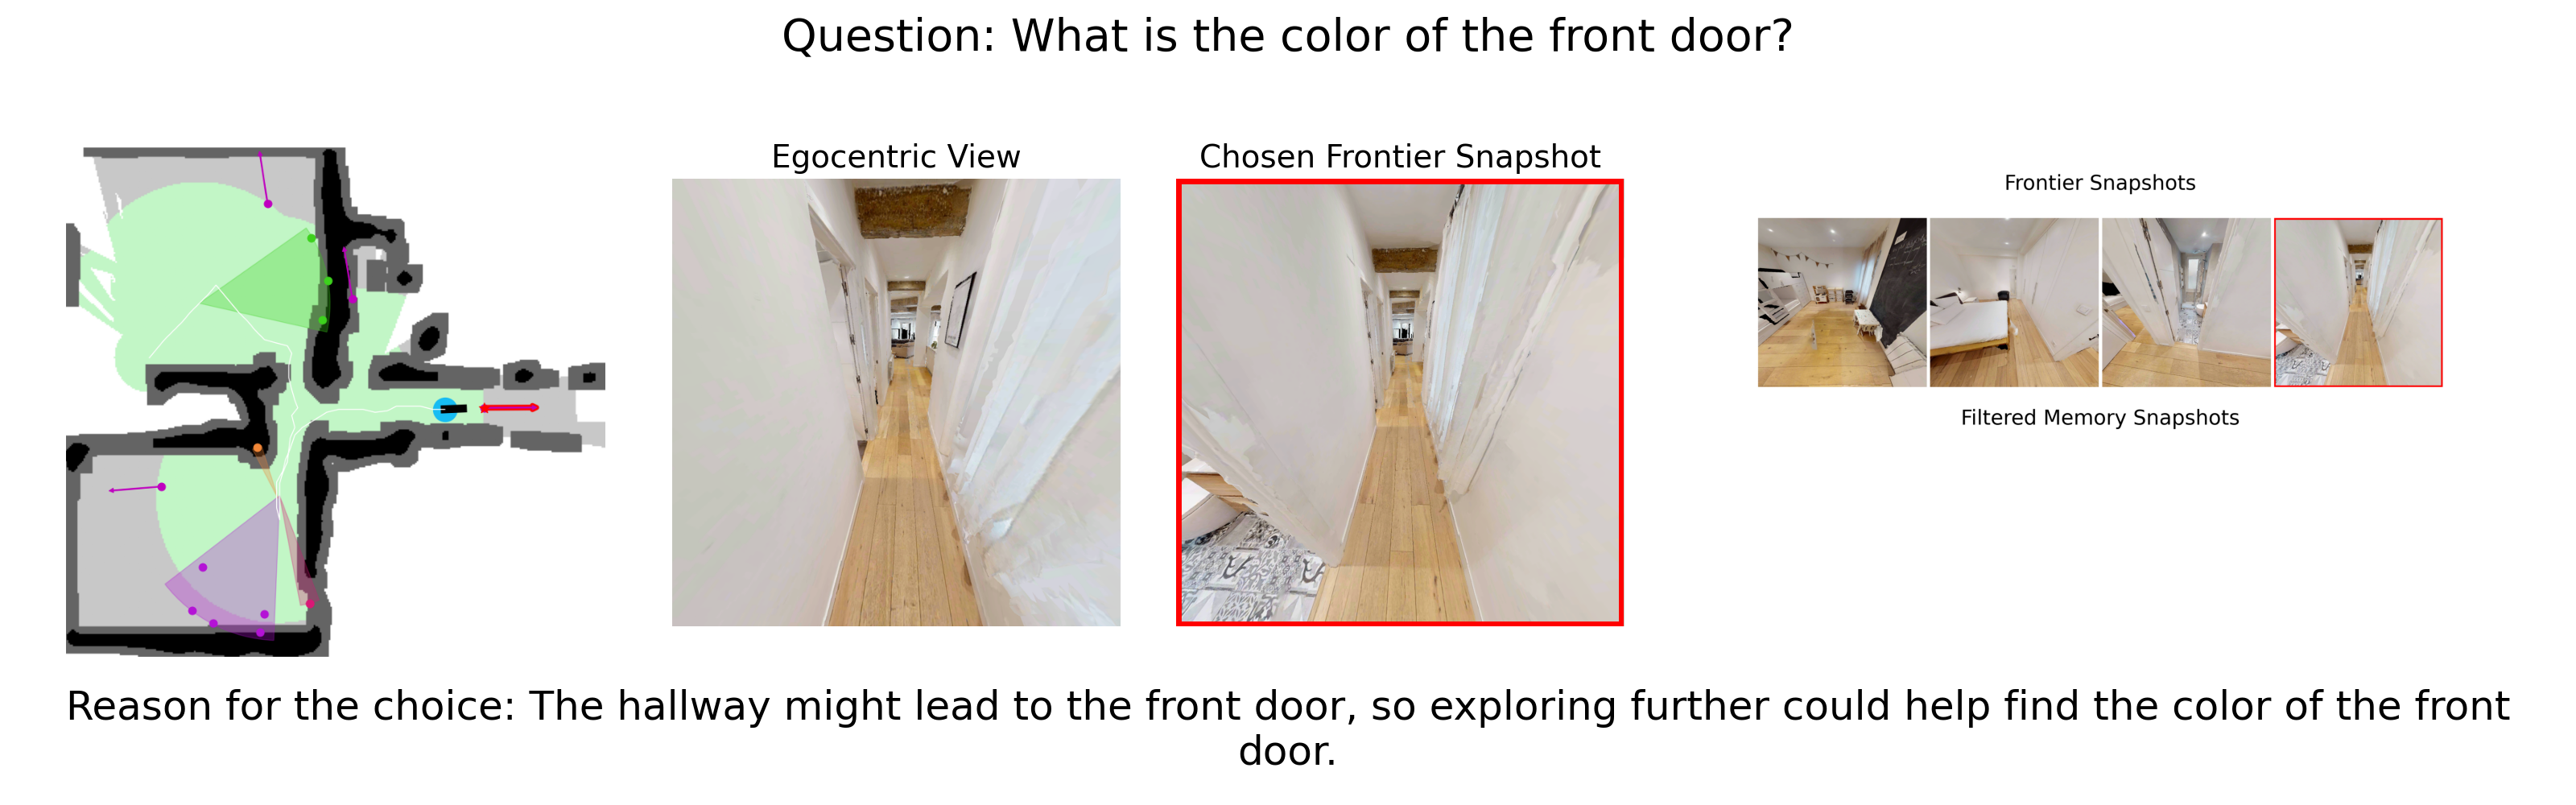 Question: What is the color of the front door?
Egocentric View
Chosen Frontier Snapshot
Frontier Snapshots
Filtered Memory Snapshots
Reason for the choice: The hallway might lead to the front door, so exploring further could help find the color of the front
door.